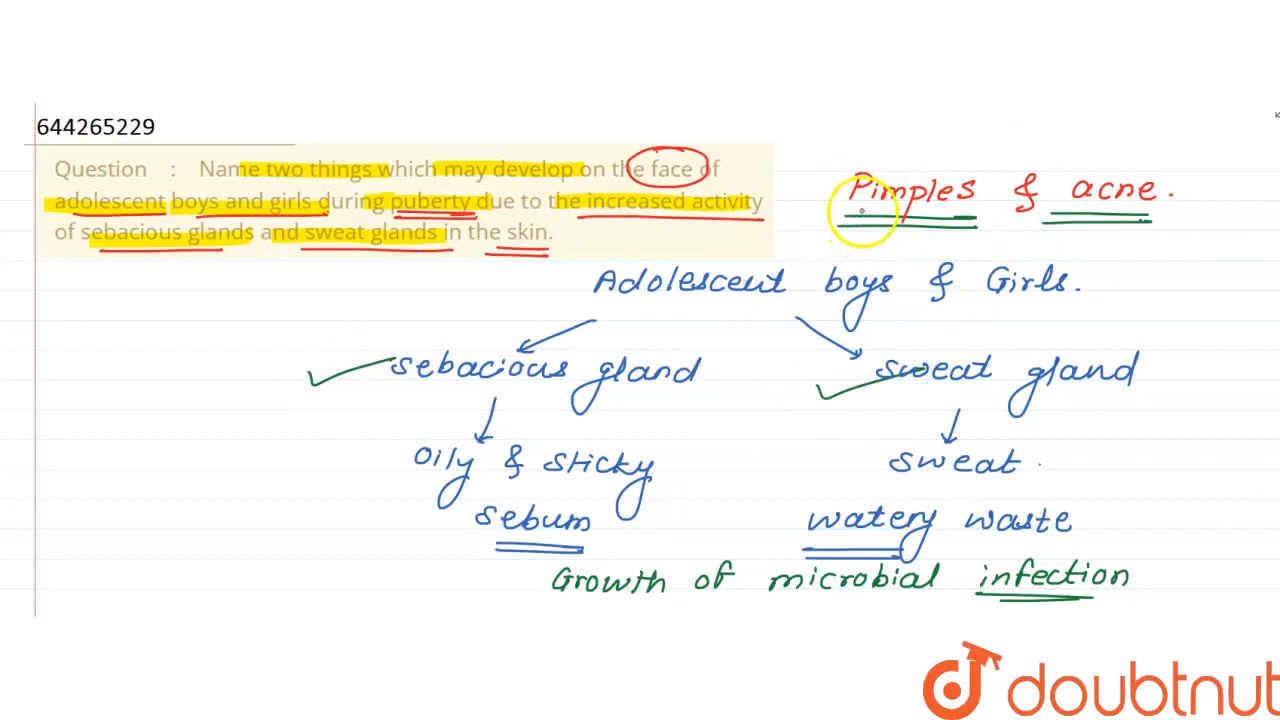 644265229
Question : Name two things which may develop on the face of
adolescent boys and girls during puberty due to the increased activity
of sebacious glands and sweat glands in the skin.
Pimples & acne.
Adolescent boys & Girls.
sebacious gland
sweat gland
Oily & sticky
sweat
sebum
watery waste
Growth of microbial infection
doubtnut